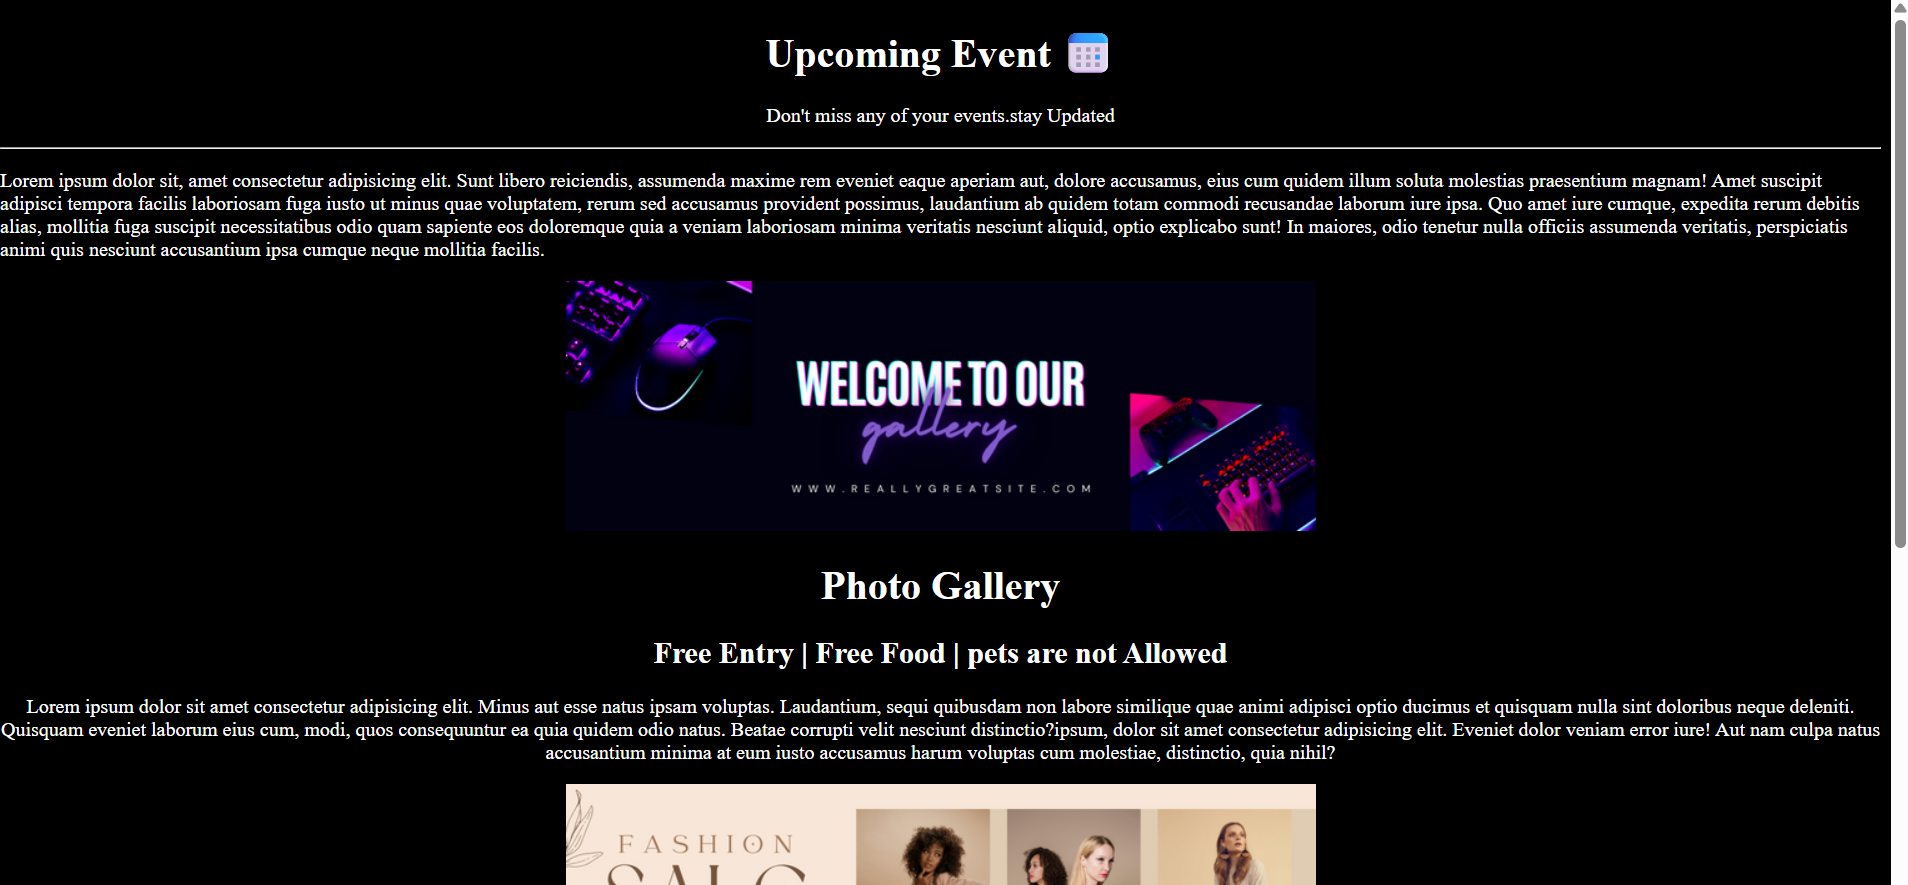 Upcoming Event
Don't miss any of your events.stay Updated
Lorem ipsum dolor sit, amet consectetur adipisicing elit. Sunt libero reiciendis, assumenda maxime rem eveniet eaque aperiam aut, dolore accusamus, eius cum quidem illum soluta molestias praesentium magnam! Amet suscipit
adipisci tempora facilis laboriosam fuga iusto ut minus quae voluptatem, rerum sed accusamus provident possimus, laudantium ab quidem totam commodi recusandae laborum iure ipsa. Quo amet iure cumque, expedita rerum debitis
alias, mollitia fuga suscipit necessitatibus odio quam sapiente eos doloremque quia a veniam laboriosam minima veritatis nesciunt aliquid, optio explicabo sunt! In maiores, odio tenetur nulla officiis assumenda veritatis, perspiciatis
animi quis nesciunt accusantium ipsa cumque neque mollitia facilis.
WELCOME TO OUR
gallery
WWW.REALLYGREATSITE.COM
Photo Gallery
Free Entry | Free Food | pets are not Allowed
Lorem ipsum dolor sit amet consectetur adipisicing elit. Minus aut esse natus ipsam voluptas. Laudantium, sequi quibusdam non labore similique quae animi adipisci optio ducimus et quisquam nulla sint doloribus neque deleniti.
Quisquam eveniet laborum eius cum, modi, quos consequuntur ea quia quidem odio natus. Beatae corrupti velit nesciunt distinctio?ipsum, dolor sit amet consectetur adipisicing elit. Eveniet dolor veniam error iure! Aut nam culpa natus
accusantium minima at eum iusto accusamus harum voluptas cum molestiae, distinctio, quia nihil?
FASHION